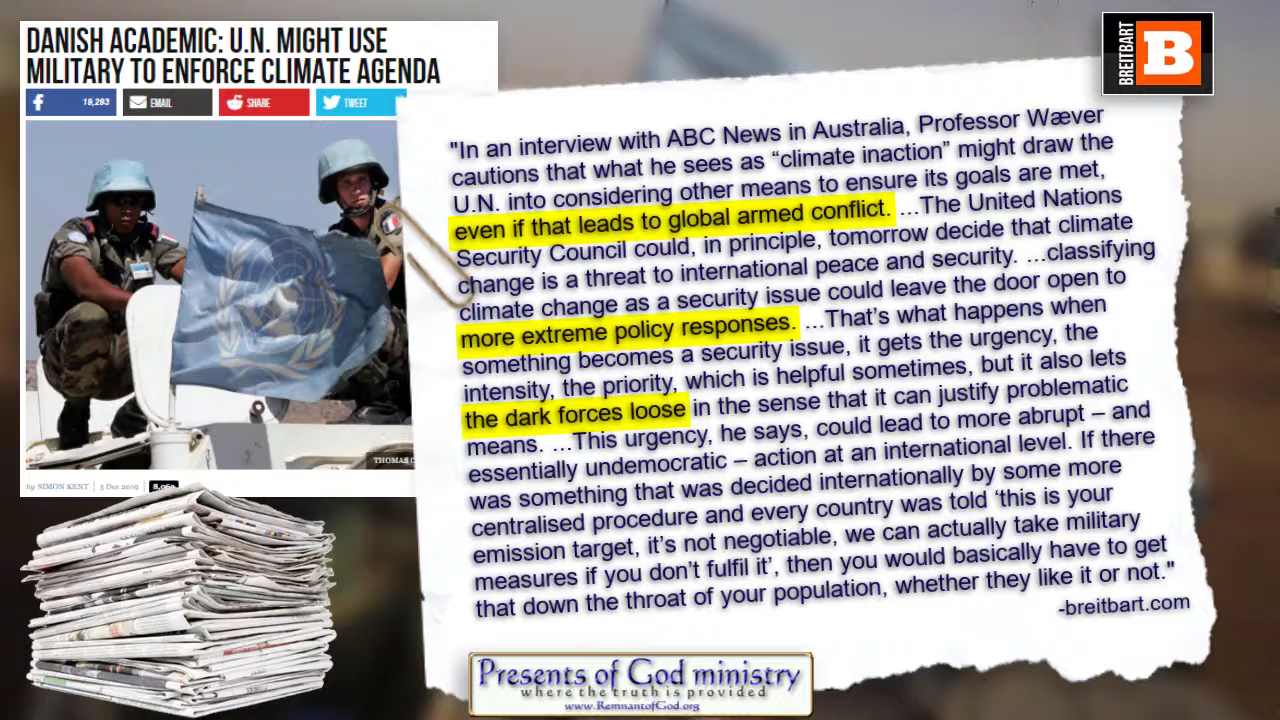 DANISH ACADEMIC: U.N. MIGHT USE
MILITARY TO ENFORCE CLIMATE AGENDA
18,293
EMAIL
SHARE
TWEET
THOMAS C
by SIMON KENT | 3 Dec 2019
BREITBART
B
"In an interview with ABC News in Australia, Professor Wæver
cautions that what he sees as “climate inaction” might draw the
U.N. into considering other means to ensure its goals are met,
even if that leads to global armed conflict. ...The United Nations
Security Council could, in principle, tomorrow decide that climate
change is a threat to international peace and security. ...classifying
climate change as a security issue could leave the door open to
more extreme policy responses. ...That’s what happens when
something becomes a security issue, it gets the urgency, the
intensity, the priority, which is helpful sometimes, but it also lets
the dark forces loose in the sense that it can justify problematic
means. ...This urgency, he says, could lead to more abrupt – and
essentially undemocratic – action at an international level. If there
was something that was decided internationally by some more
centralised procedure and every country was told ‘this is your
emission target, it’s not negotiable, we can actually take military
measures if you don’t fulfil it’, then you would basically have to get
that down the throat of your population, whether they like it or not."
-breitbart.com
Presents of God ministry
where the truth is provided
www.RemnantofGod.org